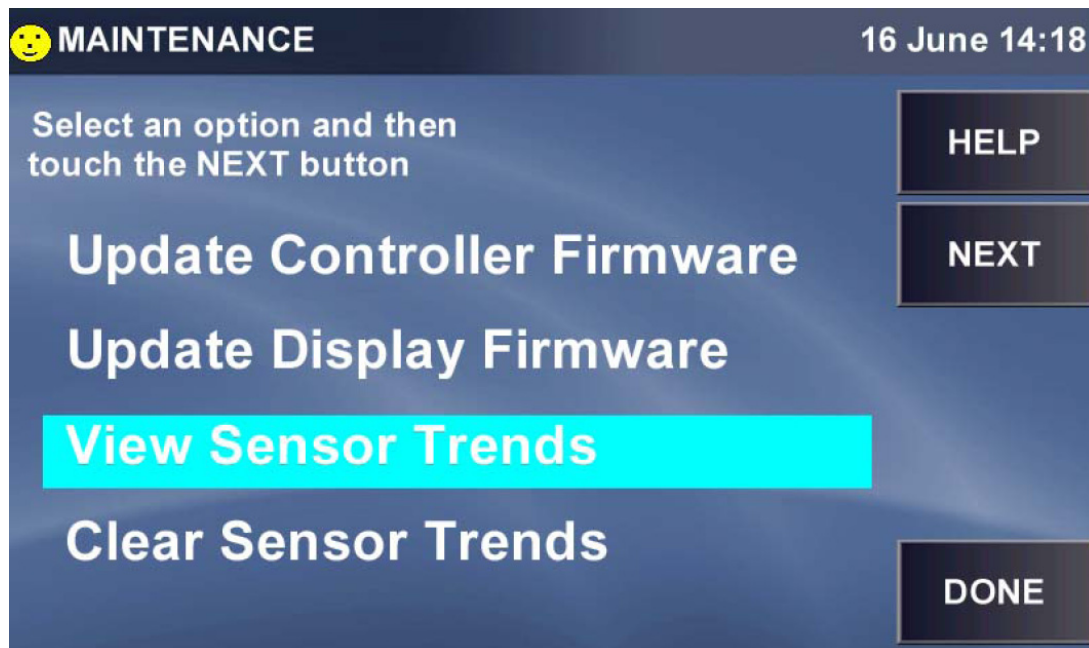 MAINTENANCE
16 June 14:18
Select an option and then
touch the NEXT button
HELP
NEXT
Update Controller Firmware
Update Display Firmware
View Sensor Trends
Clear Sensor Trends
DONE